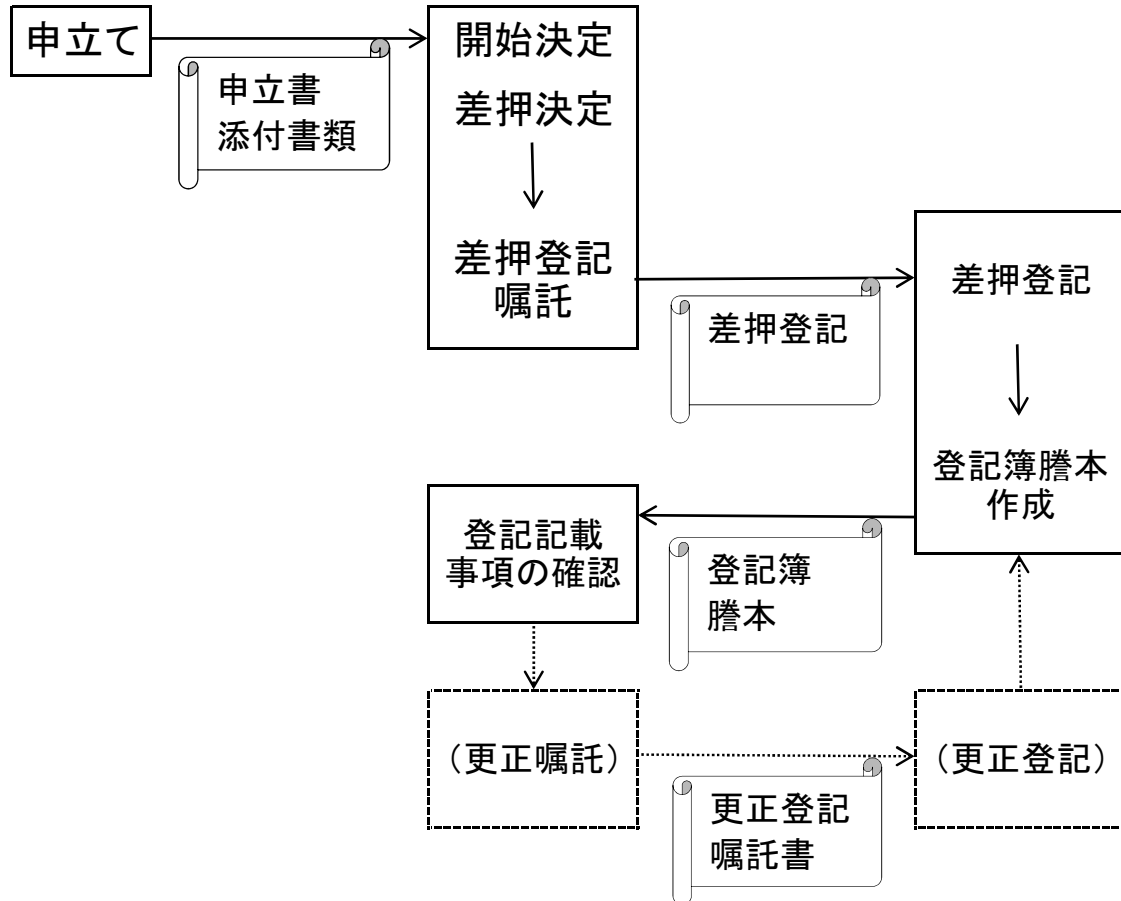 申立て
申立書
添付書類
開始決定
差押決定
差押登記
嘱託
差押登記
差押登記
登記簿謄本
作成
登記簿
謄本
登記記載
事項の確認
（更正嘱託）
更正登記
嘱託書
（更正登記）